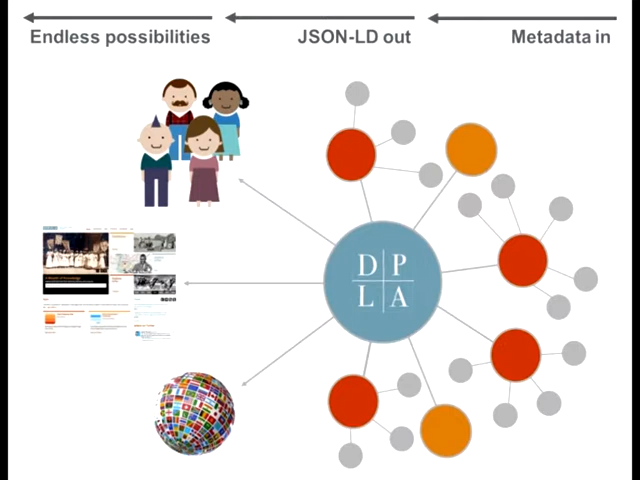 Endless possibilities
JSON-LD out
Metadata in
D P
L A